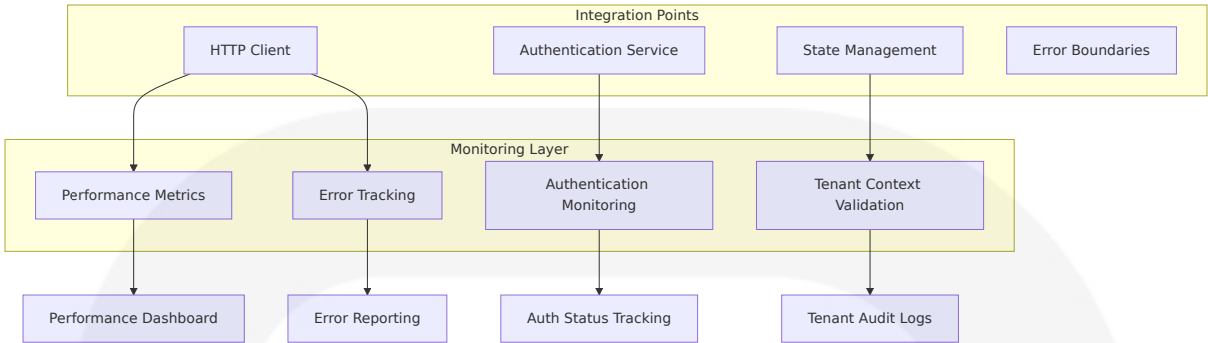 Integration Points
HTTP Client
Authentication Service
State Management
Error Boundaries
Monitoring Layer
Performance Metrics
Error Tracking
Authentication
Monitoring
Tenant Context
Validation
Performance Dashboard
Error Reporting
Auth Status Tracking
Tenant Audit Logs